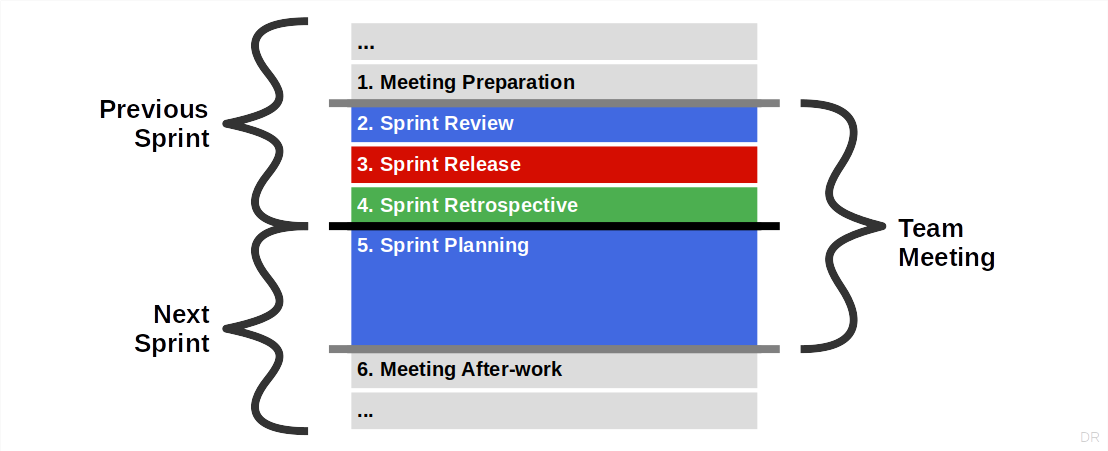 ...
1. Meeting Preparation
Previous
Sprint
2. Sprint Review
3. Sprint Release
4. Sprint Retrospective
5. Sprint Planning
Team
Meeting
Next
Sprint
6. Meeting After-work
...
DR